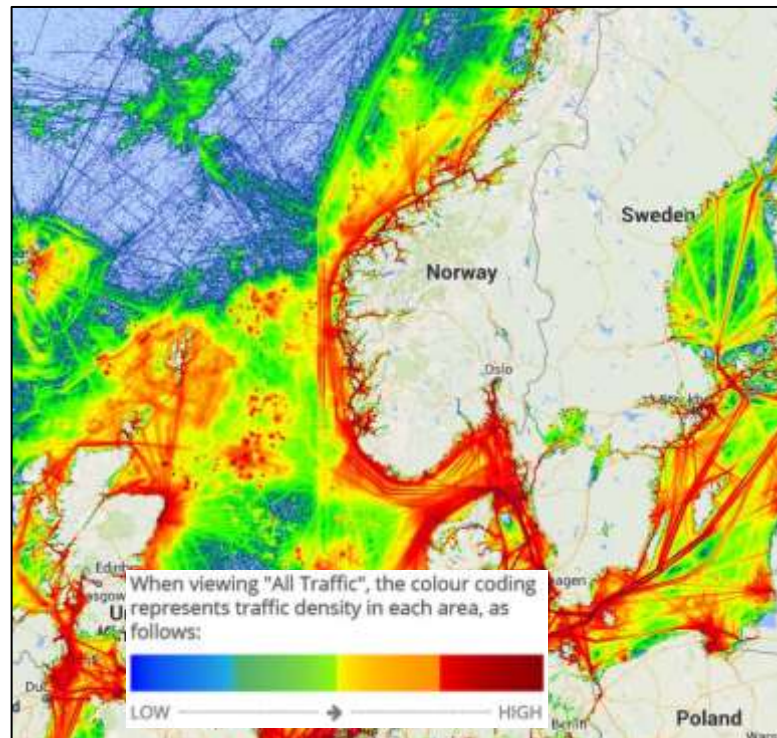 Sweden
Norway
Oslo
When viewing "All Traffic", the colour coding
represents traffic density in each area, as
follows:
LOW
HIGH
Poland